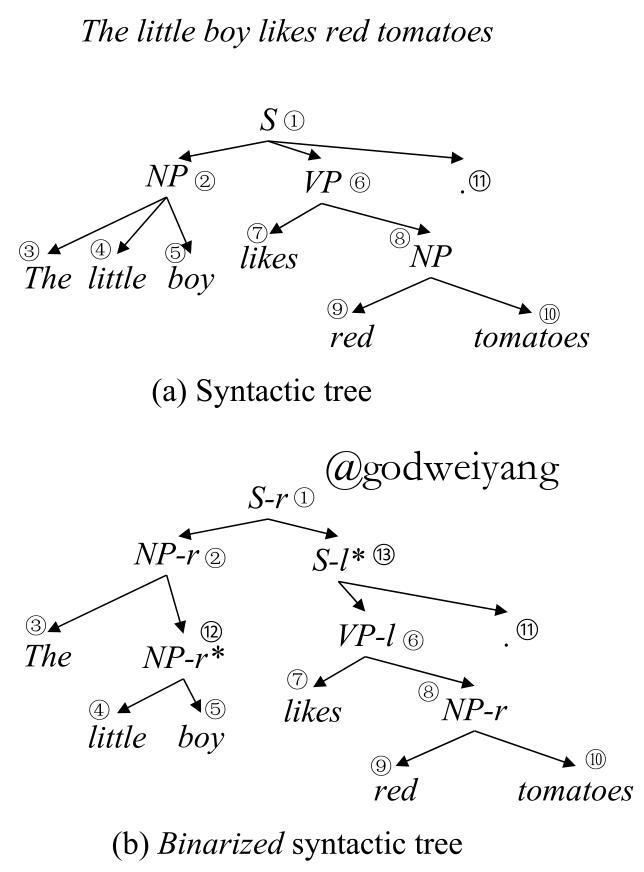 The little boy likes red tomatoes
S ①
NP ② VP ⑥ . ⑪
③ ④ ⑤ ⑦ ⑧
The little boy likes NP
⑨ ⑩
red tomatoes
(a) Syntactic tree
@godweiyang
S-r ①
NP-r ② S-l* ⑬
③ ⑫ VP-l ⑥ . ⑪
The NP-r*
④ ⑤ ⑦ ⑧
little boy likes NP-r
⑨ ⑩
red tomatoes
(b) Binarized syntactic tree